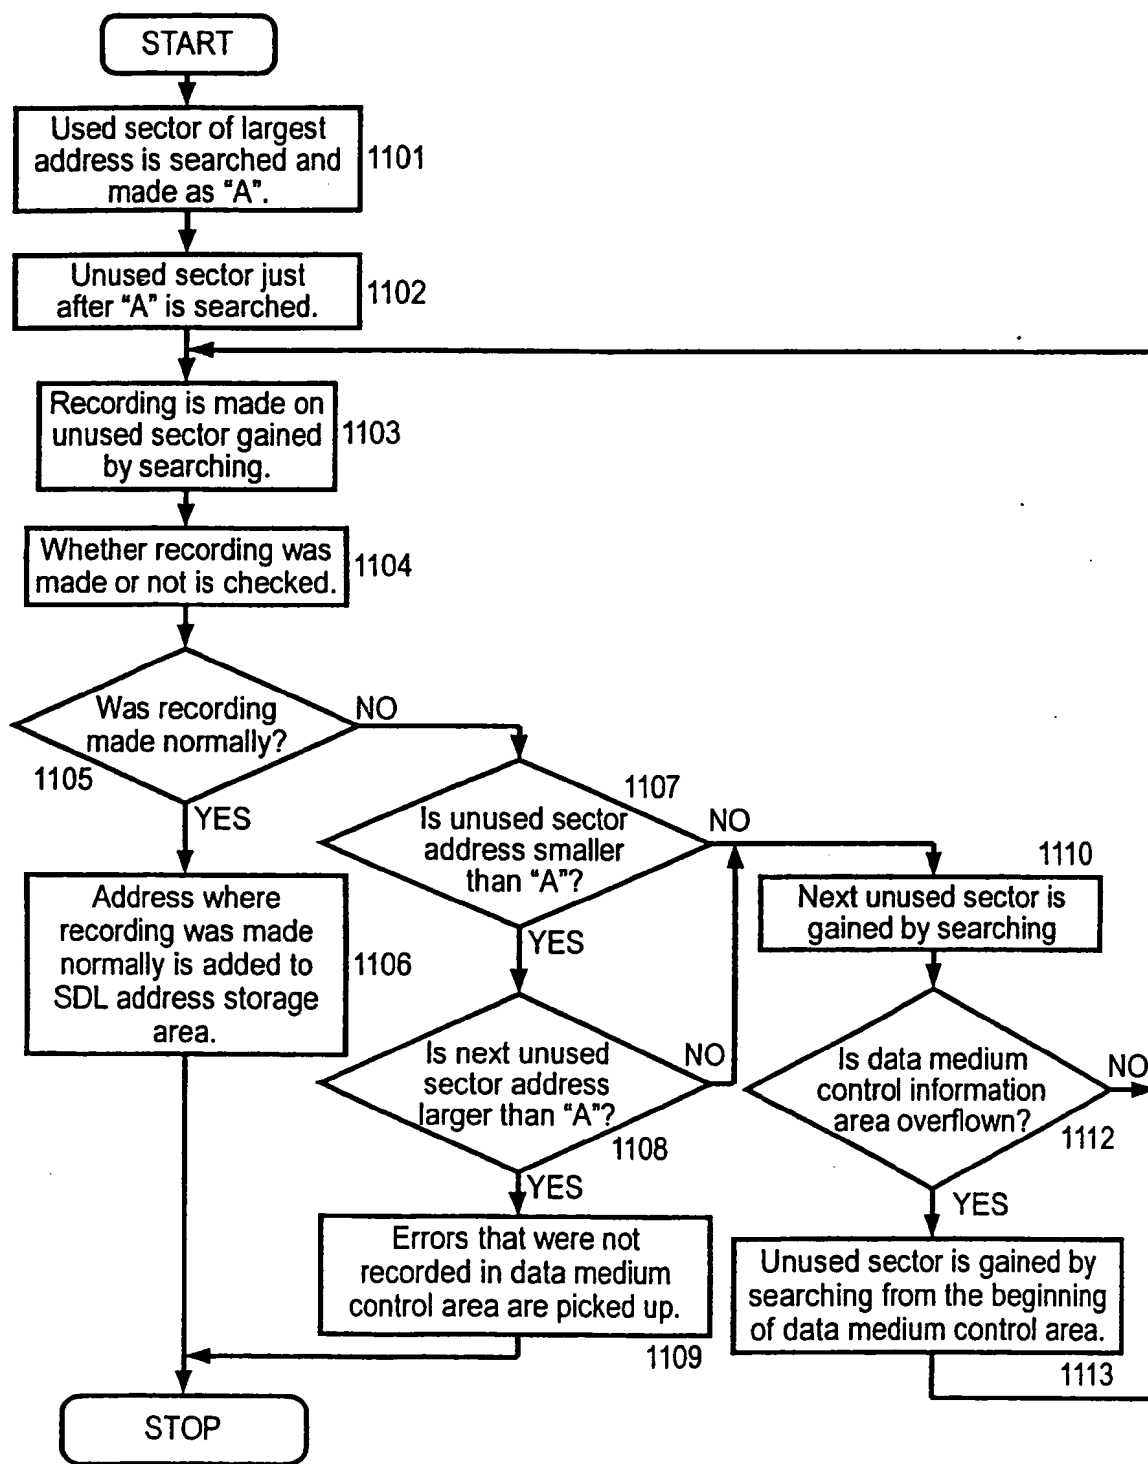 START
Used sector of largest
address is searched and
made as “A”.
1101
Unused sector just
after “A” is searched.
1102
Recording is made on
unused sector gained
by searching.
1103
Whether recording was
made or not is checked.
1104
Was recording
made normally?
1105
NO
YES
Address where
recording was made
normally is added to
SDL address storage
area.
1106
1107
Is unused sector
address smaller
than “A”?
NO
YES
Is next unused
sector address
larger than “A”?
NO
1108
YES
Errors that were not
recorded in data medium
control area are picked up.
1109
1110
Next unused sector is
gained by searching
Is data medium
control information
area overflown?
NO
1112
YES
Unused sector is gained by
searching from the beginning
of data medium control area.
1113
STOP